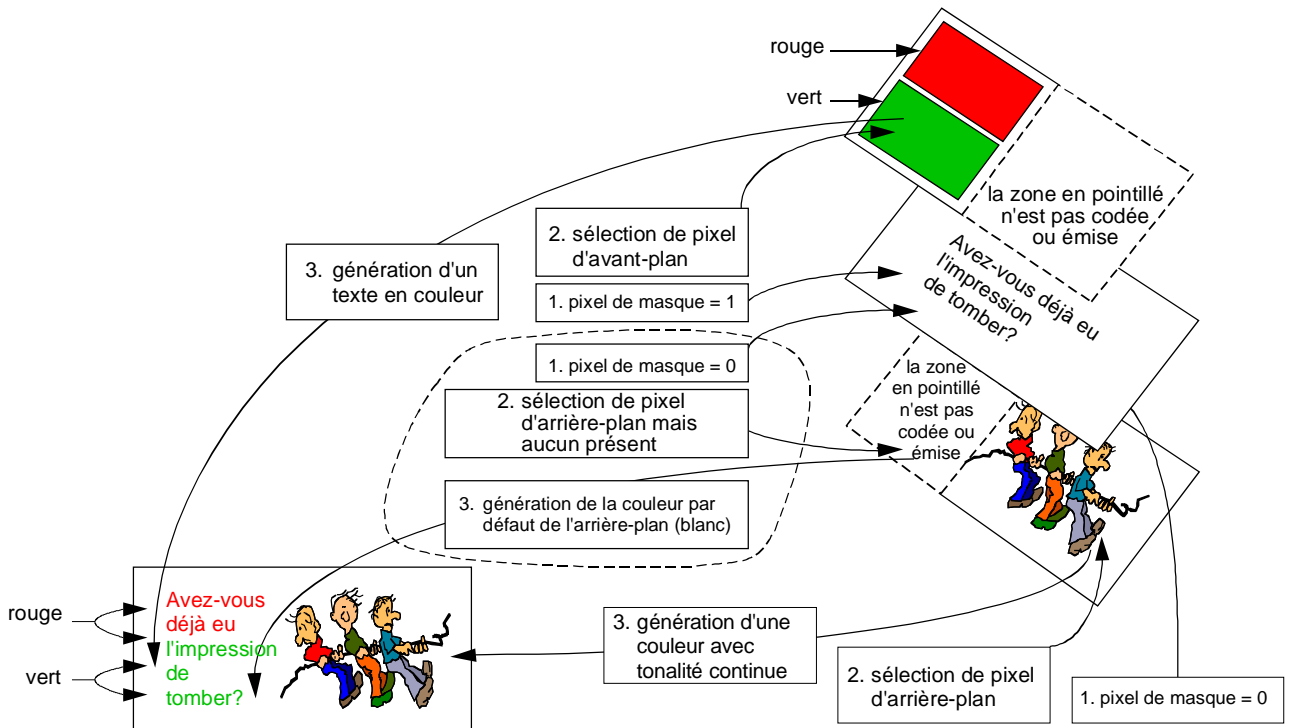 rouge
vert
la zone en pointillé
n'est pas codée
ou émise
2. sélection de pixel
d'avant-plan
3. génération d'un
texte en couleur
1. pixel de masque = 1
Avez-vous déjà eu
l'impression
de tomber?
1. pixel de masque = 0
la zone
en pointillé
n'est pas
codée ou
émise
2. sélection de pixel
d'arrière-plan mais
aucun présent
3. génération de la couleur par
défaut de l'arrière-plan (blanc)
rouge
vert
Avez-vous
déjà eu
l'impression
de
tomber?
3. génération d'une
couleur avec
tonalité continue
2. sélection de pixel
d'arrière-plan
1. pixel de masque = 0